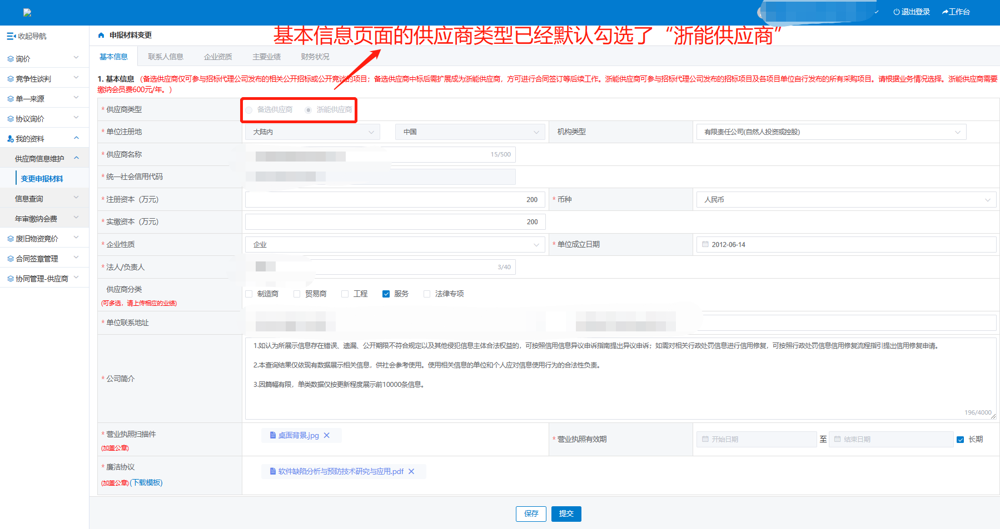 退出登录
工作台
收起导航
询价
竞争性谈判
单一来源
协议询价
我的资料
供应商信息维护
变更申报材料
信息查询
年审缴纳会费
废旧物资竞价
合同签章管理
协同管理-供应商
基本信息页面的供应商类型已经默认勾选了“浙能供应商”
申报材料变更
基本信息 联系人信息 企业资质 主要业绩 财务状况
1. 基本信息 （备选供应商仅可参与招标代理公司发布的相关公开招标或公开竞谈的项目；备选供应商中标后需扩展成为浙能供应商，方可进行合同签订等后续工作。浙能供应商可参与招标代理公司发布的招标项目及各项目单位自行发布的所有采购项目。请根据业务情况选择。浙能供应商需要
缴纳会员费600元/年。）
* 供应商类型 备选供应商 浙能供应商
* 单位注册地 大陆内 中国 机构类型 有限责任公司(自然人投资或控股)
* 供应商名称 15/500
* 统一社会信用代码
* 注册资本（万元） 200 * 币种 人民币
* 实缴资本（万元） 200
* 企业性质 企业 * 单位成立日期 2012-06-14
* 法人/负责人 3/40
供应商分类
(可多选，请上传相应的业绩)
制造商 贸易商 工程 服务 法律专项
* 单位联系地址
* 公司简介
1.如认为所展示信息存在错误、遗漏、公开期限不符合规定以及其他侵犯信息主体合法权益的，可按照信用信息异议申诉指南提出异议申诉；如需对相关行政处罚信息进行信用修复，可按照行政处罚信息信用修复流程指引提出信用修复申请。
2.本查询结果仅依现有数据展示相关信息，供社会参考使用。使用相关信息的单位和个人应对信息使用行为的合法性负责。
3.因篇幅有限，单类数据仅按更新程度展示前10000条信息。
196/4000
* 营业执照扫描件
(加盖公章)
桌面背景.jpg
* 营业执照有效期 开始日期 至 结束日期 长期
* 廉洁协议
(加盖公章)(下载模板)
软件缺陷分析与预防技术研究与应用.pdf
保存 提交